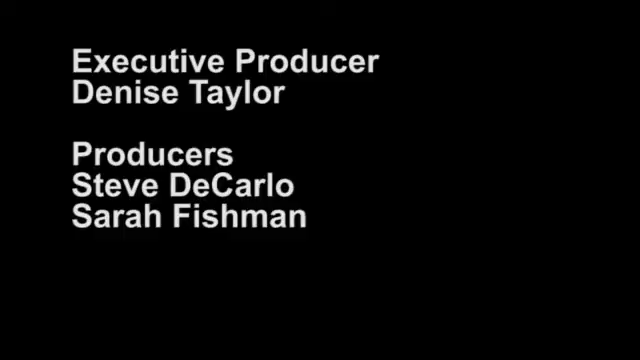 Executive Producer
Denise Taylor
Producers
Steve DeCarlo
Sarah Fishman